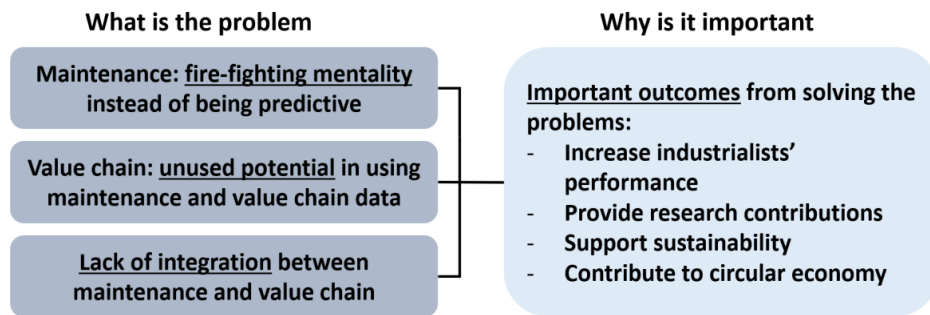 What is the problem
Maintenance: fire-fighting mentality
instead of being predictive
Value chain: unused potential in using
maintenance and value chain data
Lack of integration between
maintenance and value chain
Why is it important
Important outcomes from solving the
problems:
- Increase industrialists'
performance
- Provide research contributions
- Support sustainability
- Contribute to circular economy